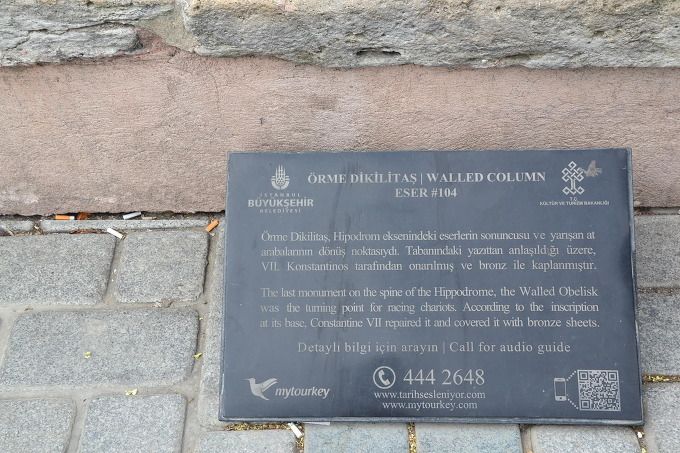 ÖRME DİKİLİTAŞ | WALLED COLUMN
ESER #104
İSTANBUL
BÜYÜKŞEHİR
BELEDİYESİ
T.C.
KÜLTÜR VE TURİZM BAKANLIĞI
Örme Dikilitaş, Hipodrom eksenindeki eserlerin sonuncusu ve yarışan at
arabalarının dönüş noktasıydı. Tabanındaki yazıttan anlaşıldığı üzere,
VII. Konstantinos tarafından onarılmış ve bronz ile kaplanmıştır.
The last monument on the spine of the Hippodrome, the Walled Obelisk
was the turning point for racing chariots. According to the inscription
at its base, Constantine VII repaired it and covered it with bronze sheets.
Detaylı bilgi için arayın | Call for audio guide
mytourkey
444 2648
www.tarihsesleniyor.com
www.mytourkey.com